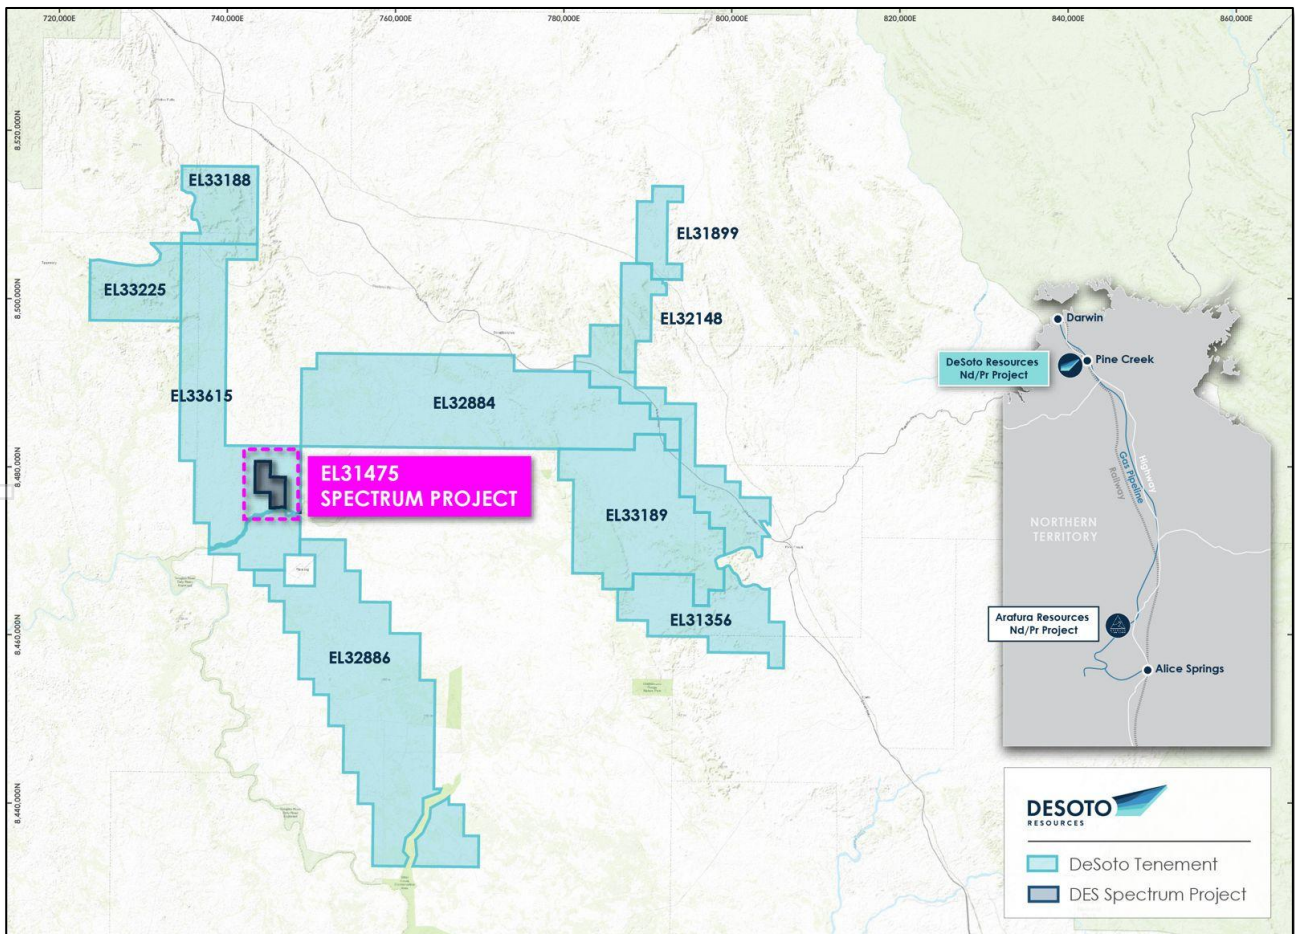 720,000E
740,000E
760,000E
780,000E
800,000E
820,000E
840,000E
860,000E
8,520,000N
8,500,000N
8,480,000N
8,460,000N
8,440,000N
EL33188
EL31899
EL33225
EL32148
EL33615
EL32884
EL31475
SPECTRUM PROJECT
EL33189
EL31356
EL32886
Darwin
Pine Creek
DeSoto Resources
Nd/Pr Project
Highway
Gas Pipeline
Railway
NORTHERN
TERRITORY
Arafura Resources
Nd/Pr Project
Alice Springs
DESOTO
RESOURCES
DeSoto Tenement
DES Spectrum Project